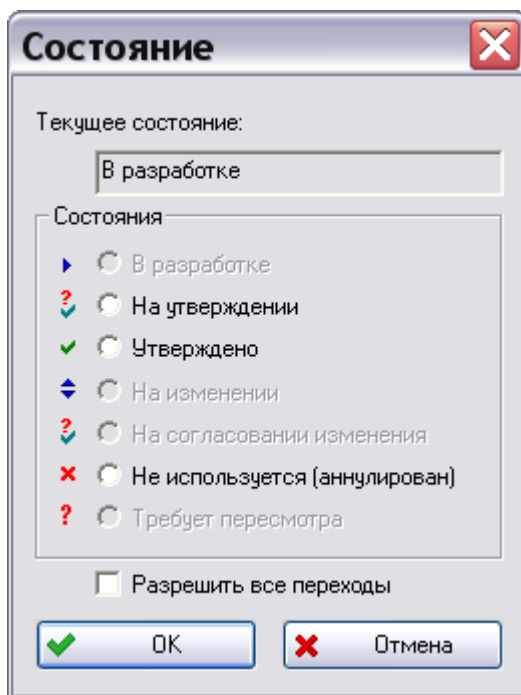 Состояние
Текущее состояние:
В разработке
Состояния
В разработке
На утверждении
Утверждено
На изменении
На согласовании изменения
Не используется (аннулирован)
Требует пересмотра
Разрешить все переходы
OK
Отмена